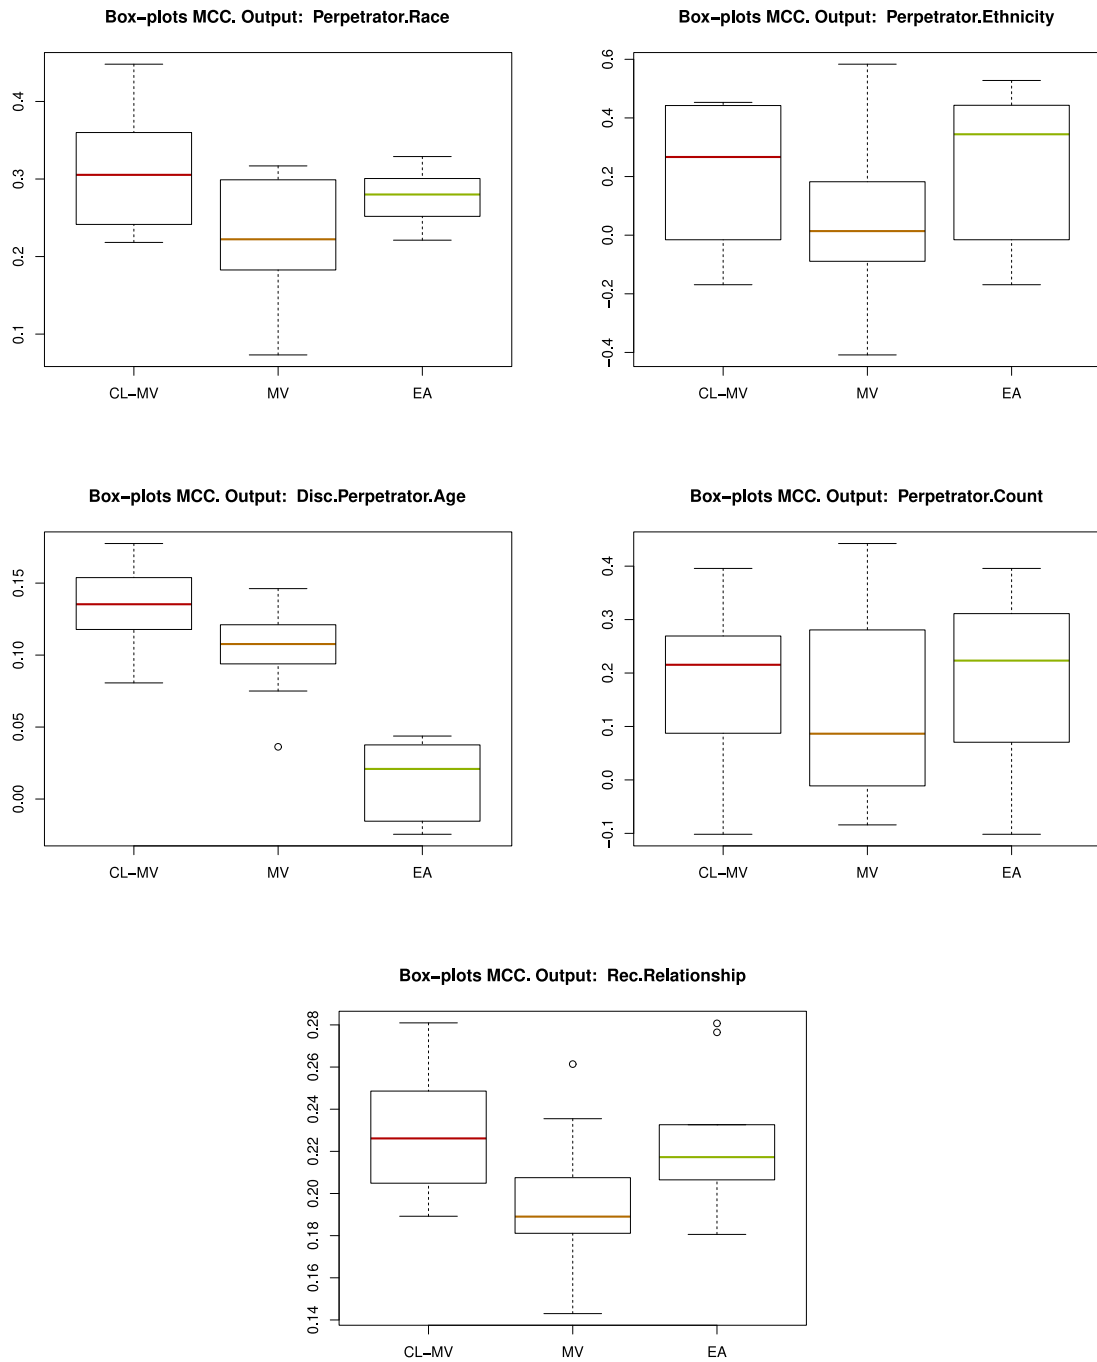 Box-plots MCC. Output: Perpetrator.Race
0.4
0.3
0.2
0.1
CL-MV MV EA
Box-plots MCC. Output: Perpetrator.Ethnicity
0.6
0.4
0.2
0.0
-0.2
-0.4
CL-MV MV EA
Box-plots MCC. Output: Disc.Perpetrator.Age
0.15
0.10
0.05
0.00
CL-MV MV EA
Box-plots MCC. Output: Perpetrator.Count
0.4
0.3
0.2
0.1
0.0
-0.1
CL-MV MV EA
Box-plots MCC. Output: Rec.Relationship
0.28
0.26
0.24
0.22
0.20
0.18
0.16
0.14
CL-MV MV EA